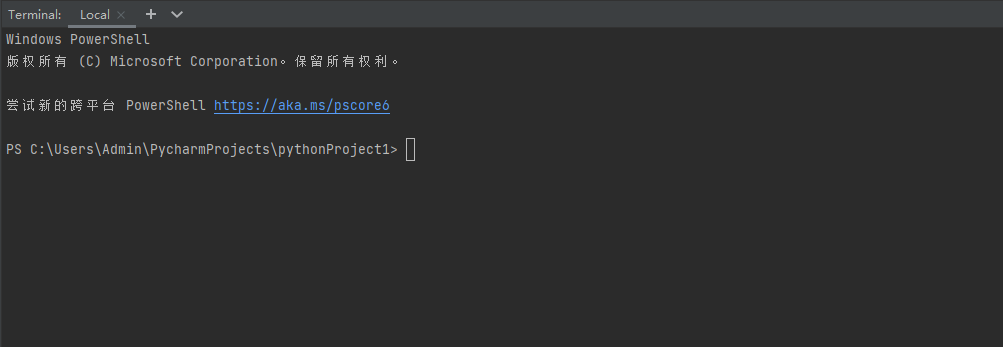 Terminal: Local × + ∨
Windows PowerShell
版权所有 (C) Microsoft Corporation。保留所有权利。
尝试新的跨平台 PowerShell https://aka.ms/pscore6
PS C:\Users\Admin\PycharmProjects\pythonProject1>